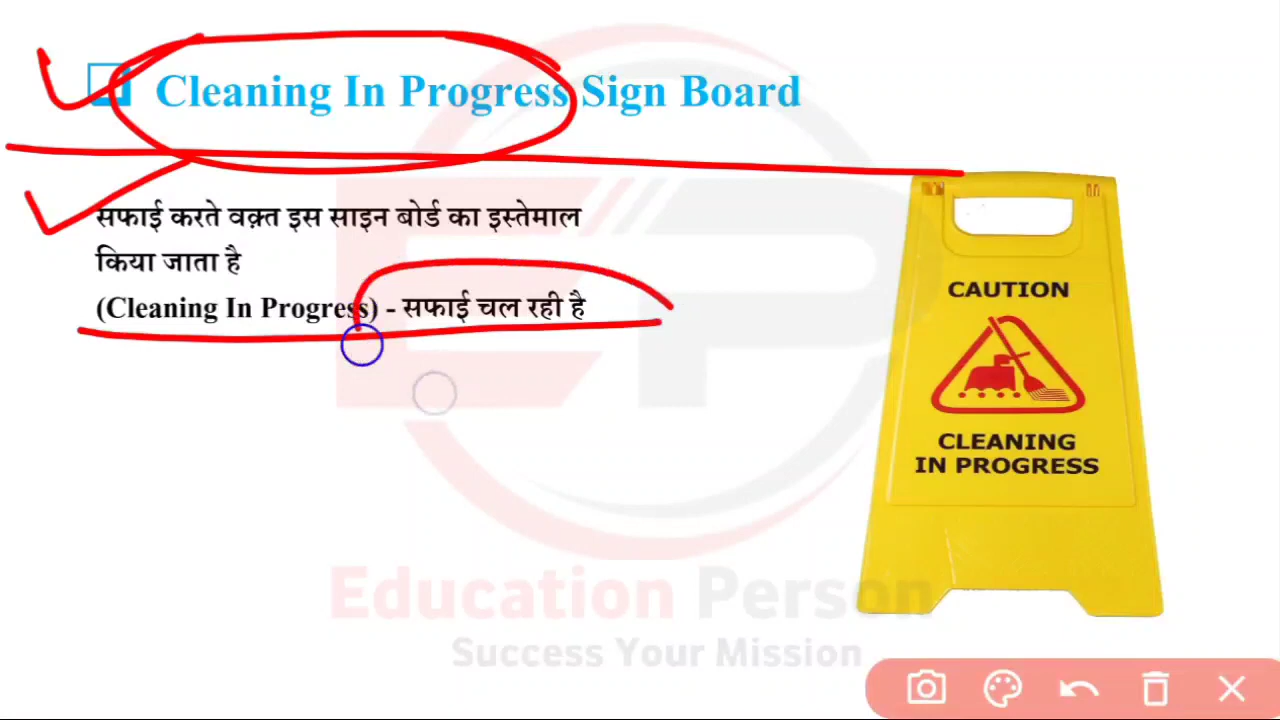 Cleaning In Progress Sign Board
सफाई करते वक़्त इस साइन बोर्ड का इस्तेमाल
किया जाता है
(Cleaning In Progress) - सफाई चल रही है
CAUTION
CLEANING
IN PROGRESS
EP
Education Person
Success Your Mission